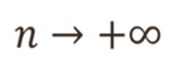 n → +∞